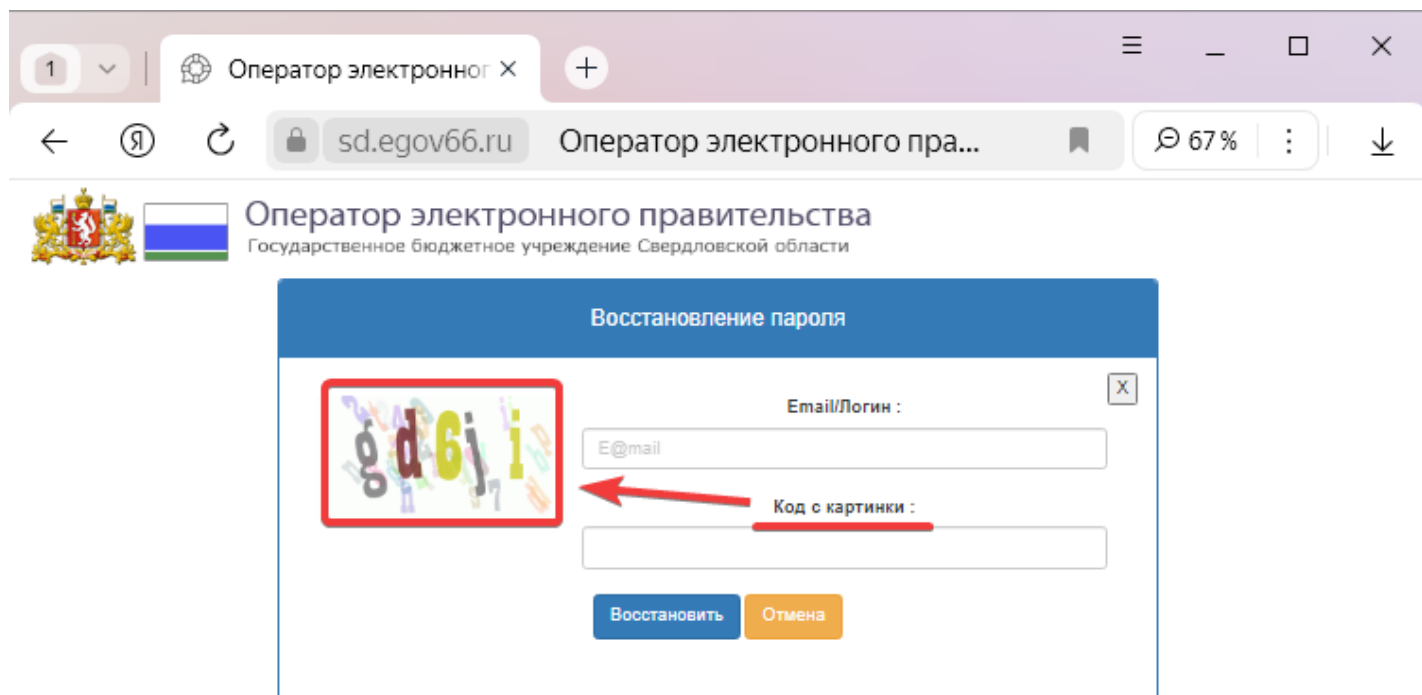 1
Оператор электронног
sd.egov66.ru Оператор электронного пра... 67 %
Оператор электронного правительства
Государственное бюджетное учреждение Свердловской области
Восстановление пароля
X
gd6ji
Email/Логин :
E@mail
Код с картинки :
Восстановить Отмена